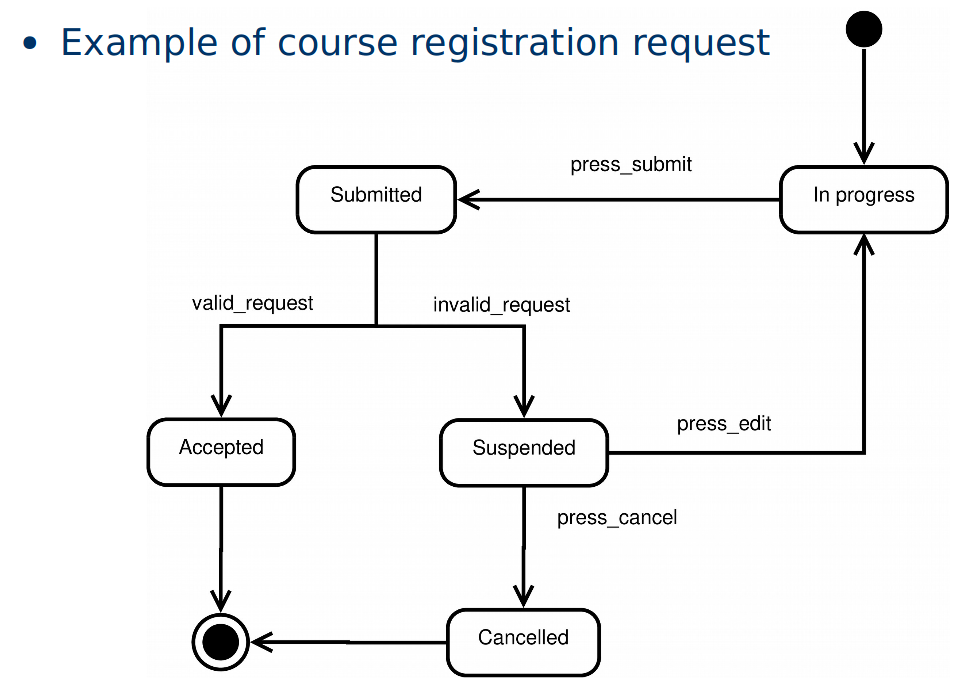 • Example of course registration request
press_submit
Submitted
In progress
valid_request
invalid_request
press_edit
Accepted
Suspended
press_cancel
Cancelled